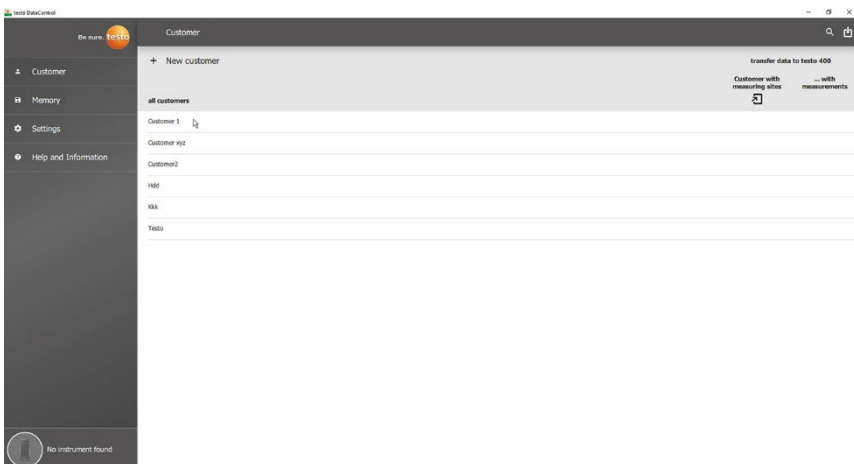 testo DataControl
Be sure. testo
Customer
Customer
Memory
Settings
Help and Information
+ New customer
transfer data to testo 400
Customer with
measuring sites
... with
measurements
all customers
Customer 1
Customer xyz
Customer2
Hdd
Kkk
Testo
No instrument found